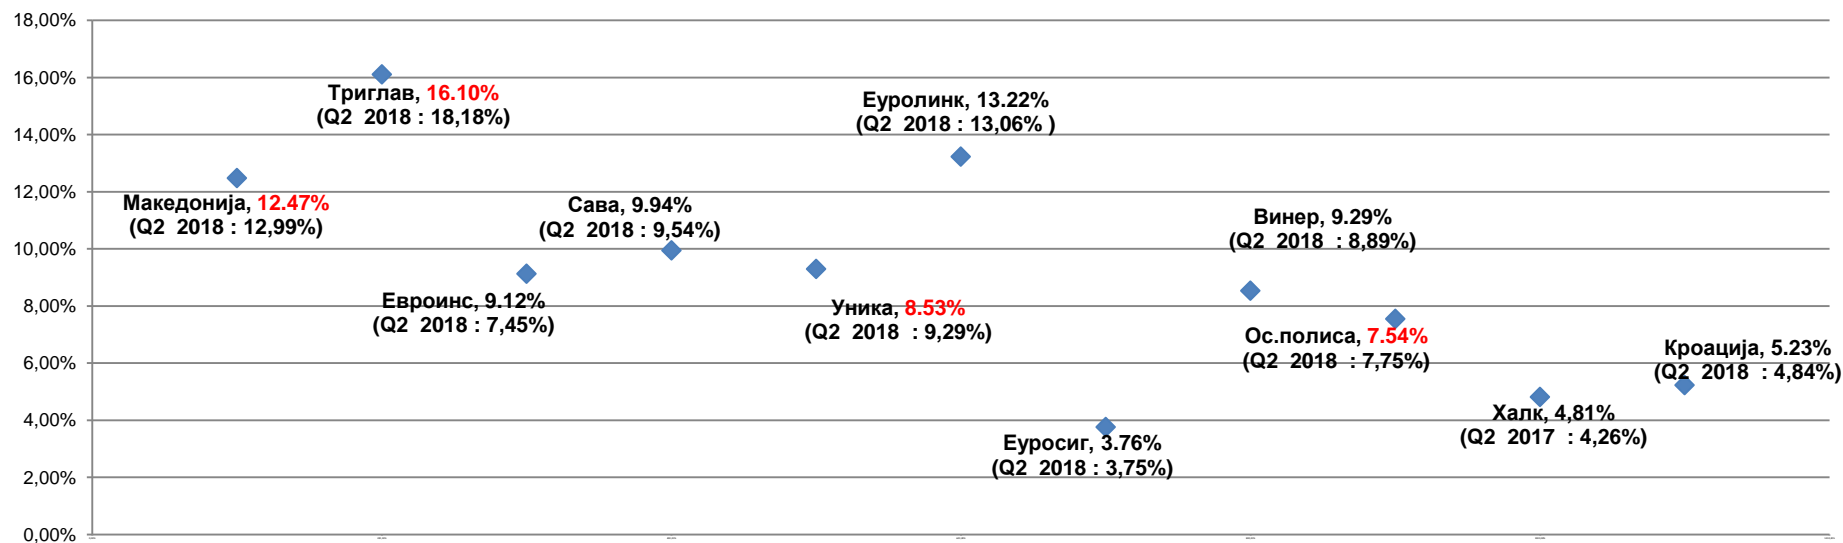 18,00%
16,00%
14,00%
12,00%
10,00%
8,00%
6,00%
4,00%
2,00%
0,00%
Македонија, 12.47%
(Q2 2018 : 12,99%)
Триглав, 16.10%
(Q2 2018 : 18,18%)
Евроинс, 9.12%
(Q2 2018 : 7,45%)
Сава, 9.94%
(Q2 2018 : 9,54%)
Уника, 8.53%
(Q2 2018 : 9,29%)
Еуролинк, 13.22%
(Q2 2018 : 13,06% )
Еуросиг, 3.76%
(Q2 2018 : 3,75%)
Винер, 9.29%
(Q2 2018 : 8,89%)
Ос.полиса, 7.54%
(Q2 2018 : 7,75%)
Халк, 4,81%
(Q2 2017 : 4,26%)
Кроација, 5.23%
(Q2 2018 : 4,84%)